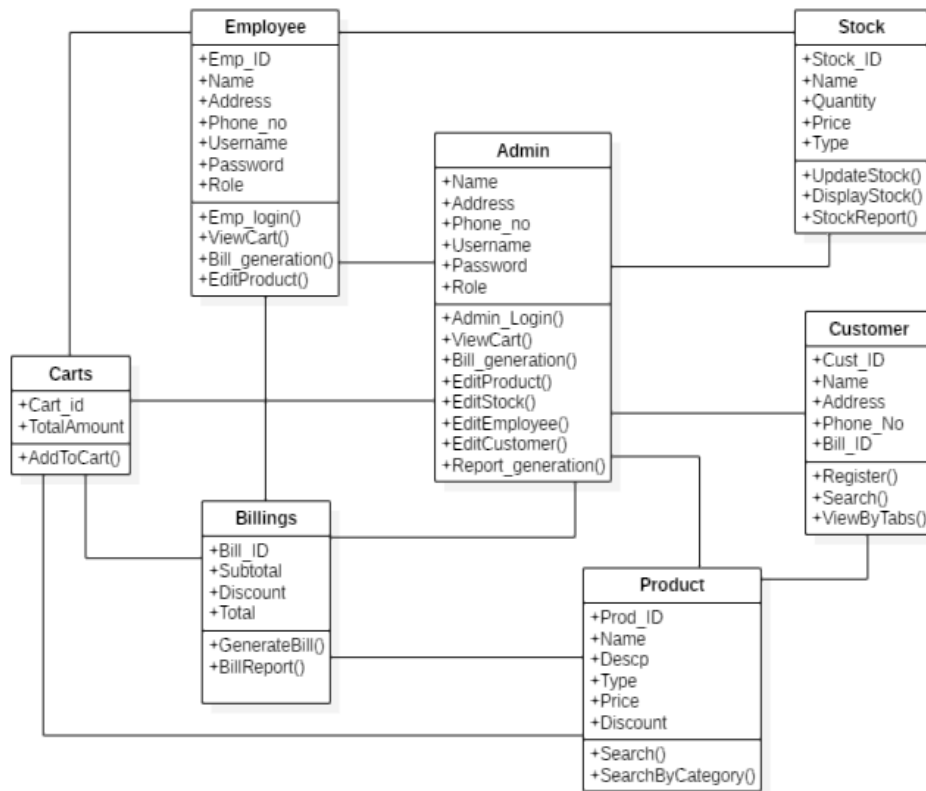 Employee
+Emp_ID
+Name
+Address
+Phone_no
+Username
+Password
+Role
+Emp_login()
+ViewCart()
+Bill_generation()
+EditProduct()
Stock
+Stock_ID
+Name
+Quantity
+Price
+Type
+UpdateStock()
+DisplayStock()
+StockReport()
Admin
+Name
+Address
+Phone_no
+Username
+Password
+Role
+Admin_Login()
+ViewCart()
+Bill_generation()
+EditProduct()
+EditStock()
+EditEmployee()
+EditCustomer()
+Report_generation()
Customer
+Cust_ID
+Name
+Address
+Phone_No
+Bill_ID
+Register()
+Search()
+ViewByTabs()
Carts
+Cart_id
+TotalAmount
+AddToCart()
Billings
+Bill_ID
+Subtotal
+Discount
+Total
+GenerateBill()
+BillReport()
Product
+Prod_ID
+Name
+Descp
+Type
+Price
+Discount
+Search()
+SearchByCategory()